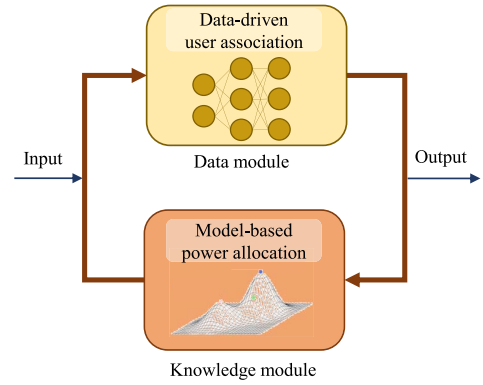 Data-driven
user association
Data module
Input
Output
Model-based
power allocation
Knowledge module